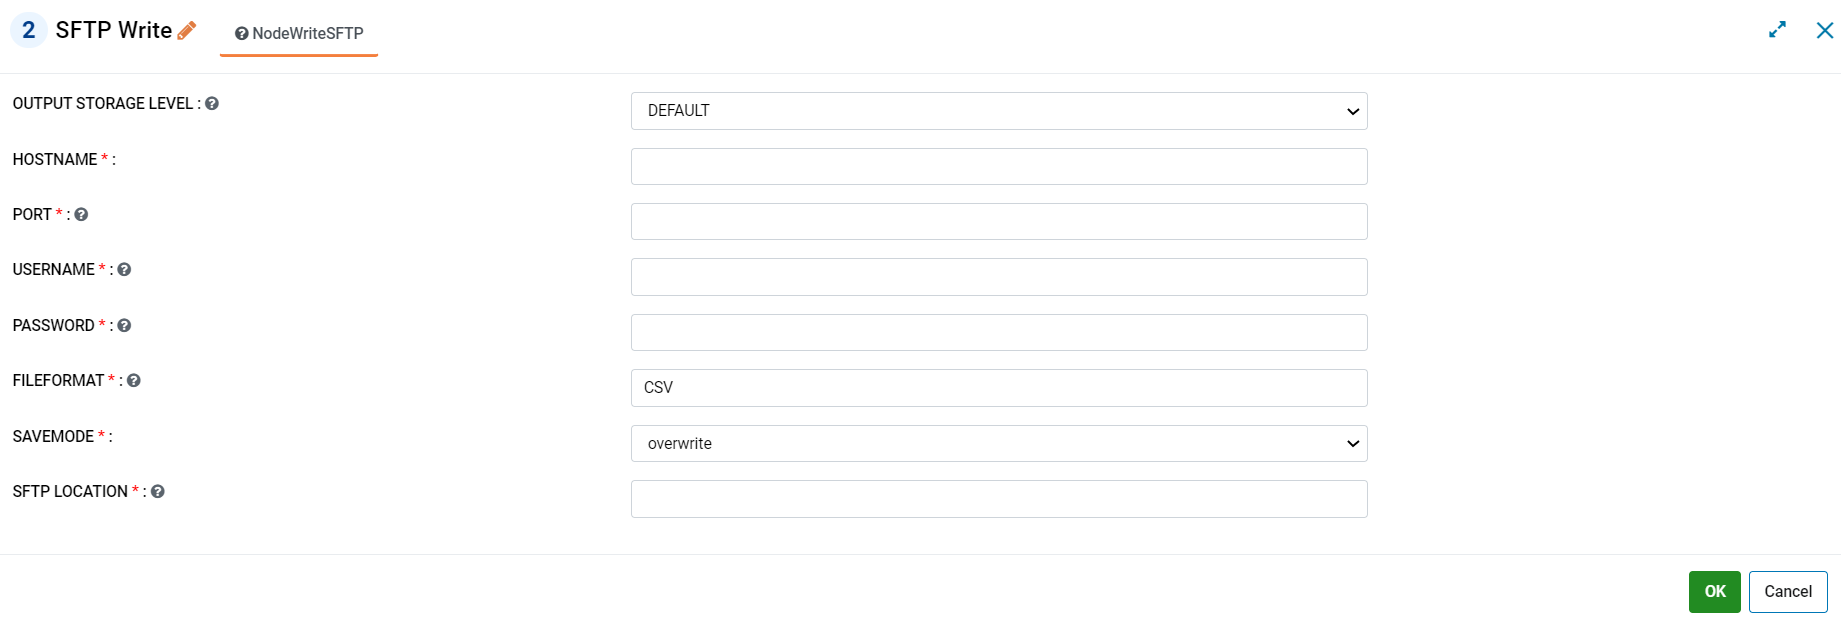 2 SFTP Write NodeWriteSFTP
OUTPUT STORAGE LEVEL :
DEFAULT
HOSTNAME * :
PORT * :
USERNAME * :
PASSWORD * :
FILEFORMAT * :
CSV
SAVEMODE * :
overwrite
SFTP LOCATION * :
OK Cancel